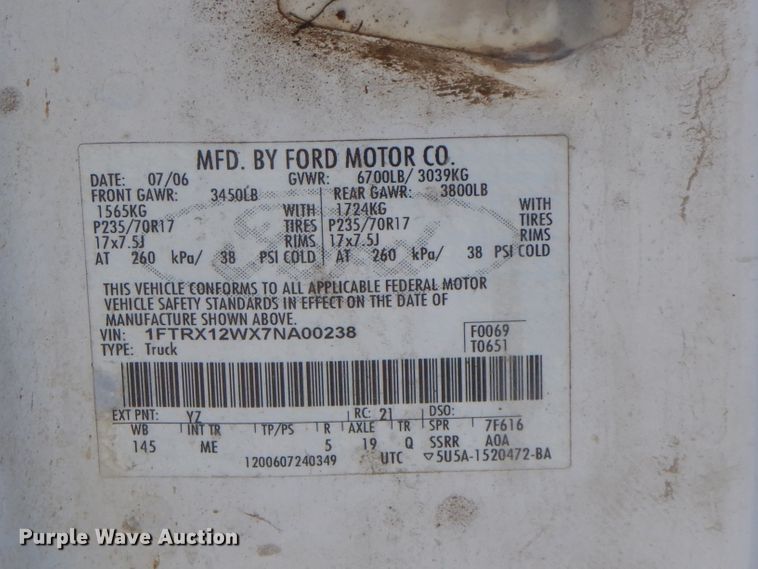 MFD. BY FORD MOTOR CO.
DATE: 07/06 GVWR: 6700LB/ 3039KG
FRONT GAWR: 3450LB REAR GAWR: 3800LB
1565KG WITH 1724KG WITH
P235/70R17 TIRES P235/70R17 TIRES
17x7.5J RIMS 17x7.5J RIMS
AT 260 kPa/ 38 PSI COLD AT 260 kPa/ 38 PSI COLD
Ford
THIS VEHICLE CONFORMS TO ALL APPLICABLE FEDERAL MOTOR
VEHICLE SAFETY STANDARDS IN EFFECT ON THE DATE OF
MANUFACTURE SHOWN ABOVE.
VIN: 1FTRX12WX7NA00238 F0069
TYPE: Truck T0651
EXT PNT: YZ RC: 21 DSO:
WB INT TR TP/PS R AXLE TR SPR 7F616
145 ME 5 19 Q SSRR A0A
1200607240349 UTC ▽5U5A-1520472-BA
Purple Wave Auction